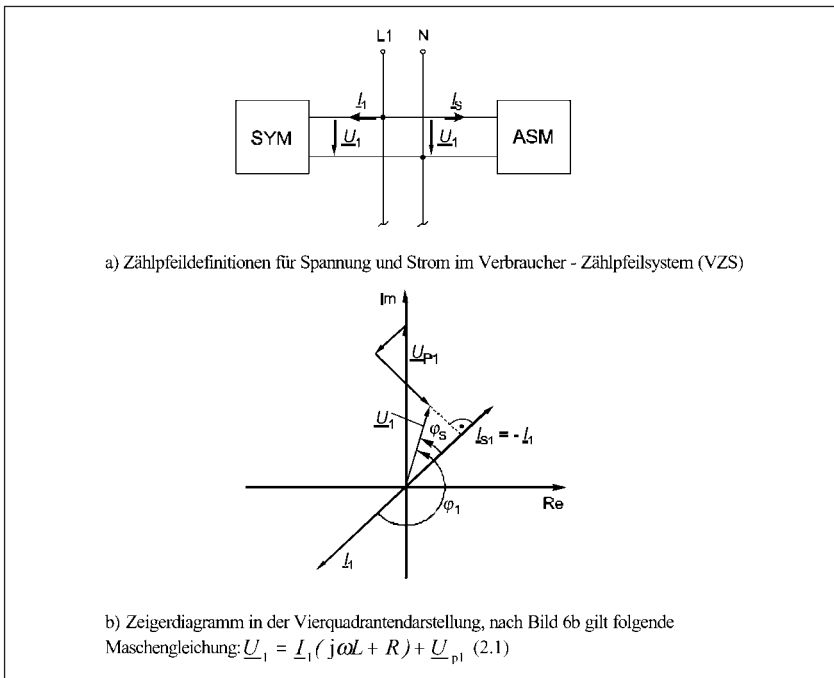 L1 N
I1 IS
SYM U1 U1 ASM
a) Zählpfeildefinitionen für Spannung und Strom im Verbraucher - Zählpfeilsystem (VZS)
Im
UP1
U1 φS IS1 = - I1
φ1 Re
I1
b) Zeigerdiagramm in der Vierquadrantendarstellung, nach Bild 6b gilt folgende
Maschengleichung: U1 = I1( jωL + R) + Up1 (2.1)